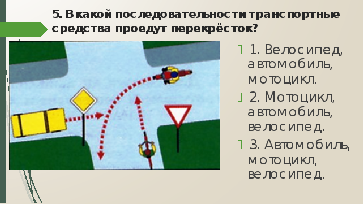 5. В какой последовательности транспортные
средства проедут перекрёсток?
1. Велосипед,
автомобиль,
мотоцикл.
2. Мотоцикл,
автомобиль,
велосипед.
3. Автомобиль,
мотоцикл,
велосипед.